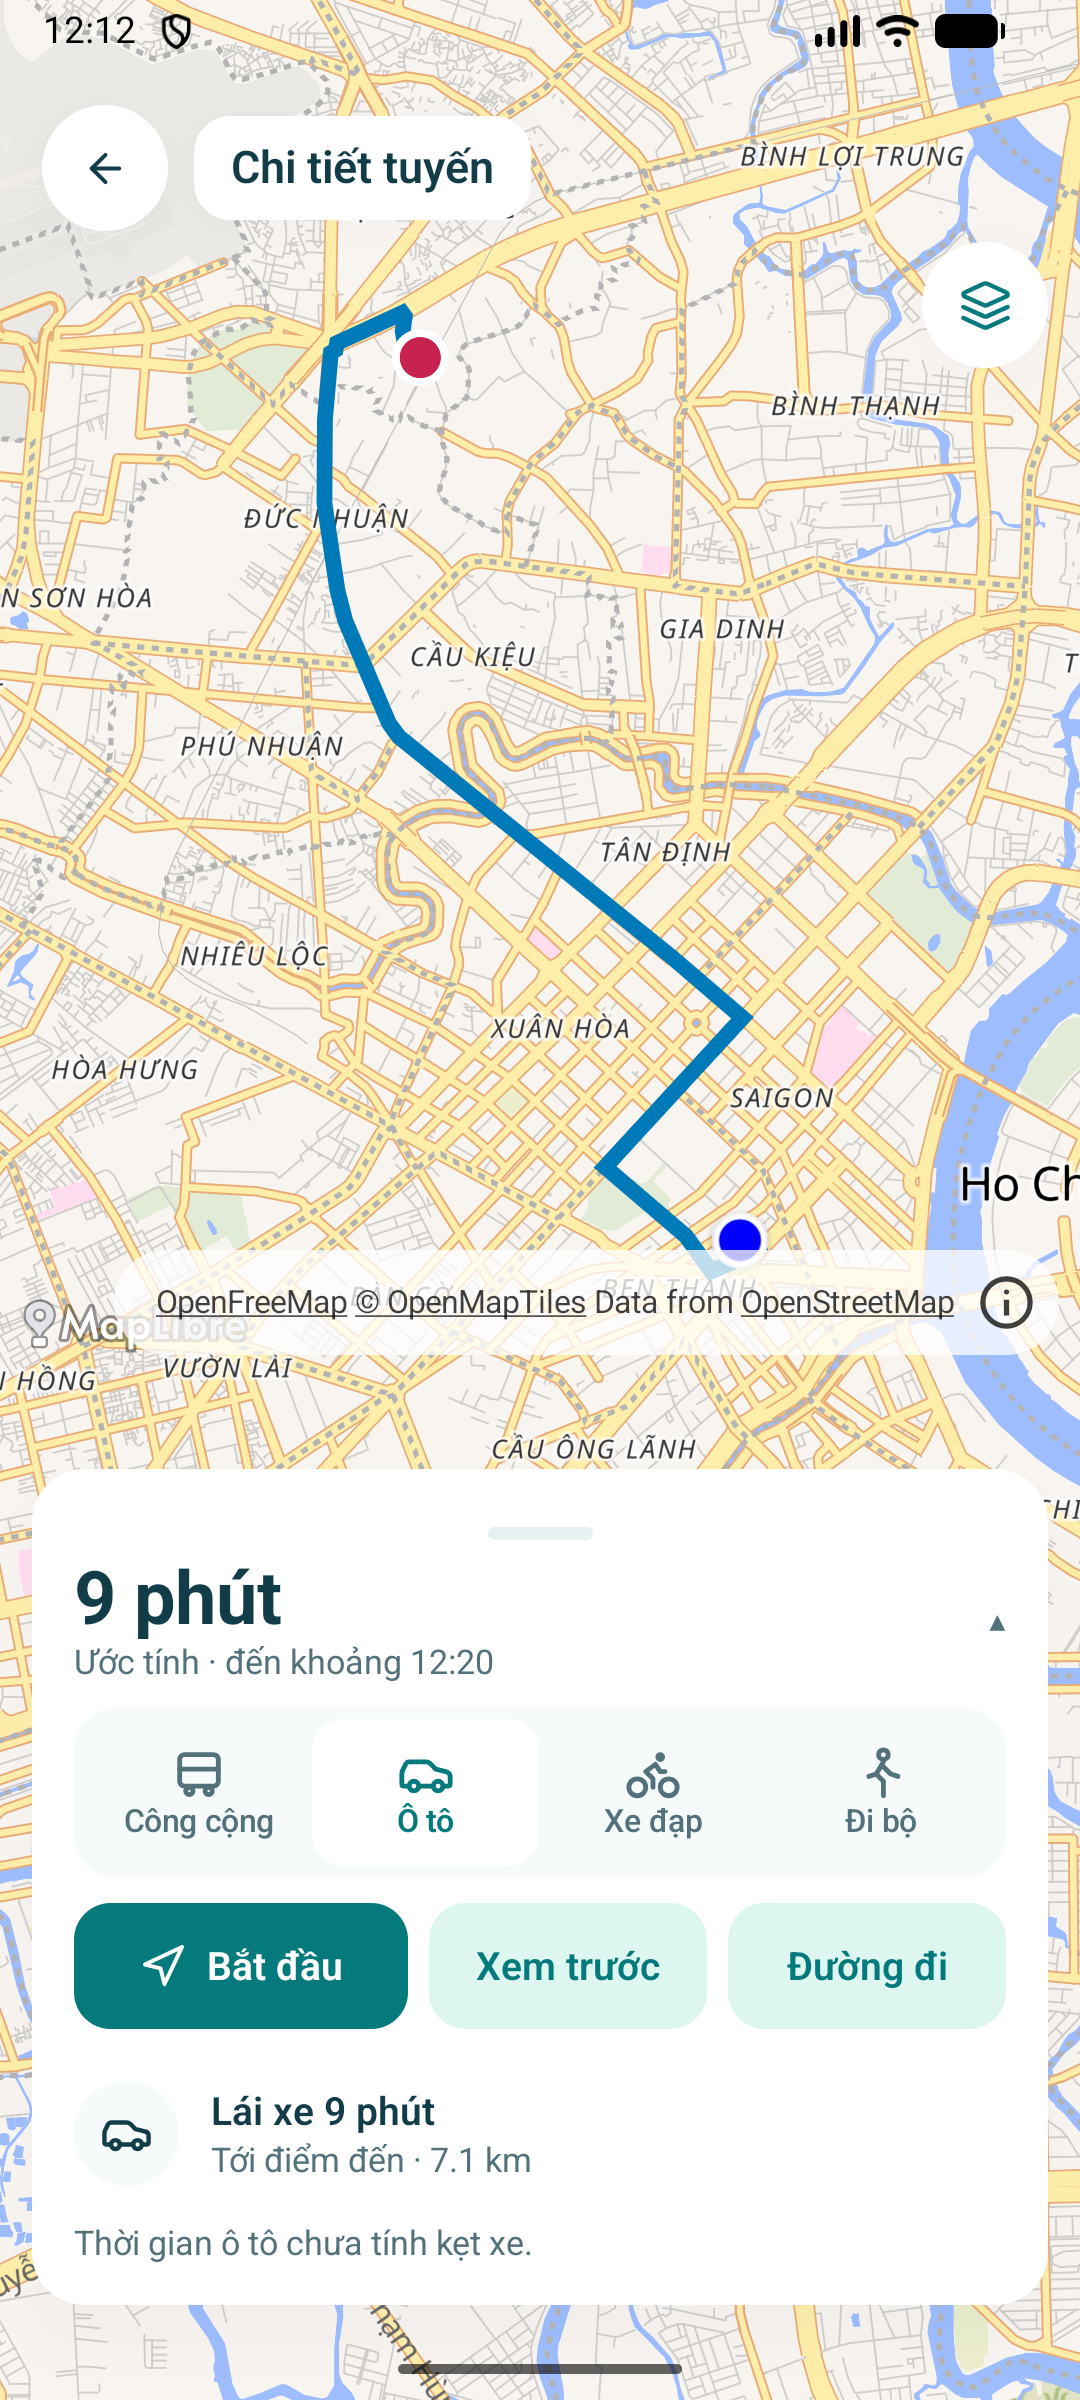 12:12
Chi tiết tuyến
BÌNH LỢI TRUNG
BÌNH THẠNH
ĐỨC NHUẬN
N SƠN HÒA
GIA DINH
CẦU KIỆU
PHÚ NHUẬN
TÂN ĐỊNH
NHIÊU LỘC
XUÂN HÒA
HÒA HƯNG
SAIGON
Ho Ch
BEN THANH
OpenFreeMap © OpenMapTiles Data from OpenStreetMap
MapLibre
VƯỜN LÀI
HỒNG
CẦU ÔNG LÃNH
9 phút
Ước tính · đến khoảng 12:20
Công cộng
Ô tô
Xe đạp
Đi bộ
Bắt đầu
Xem trước
Đường đi
Lái xe 9 phút
Tới điểm đến · 7.1 km
Thời gian ô tô chưa tính kẹt xe.